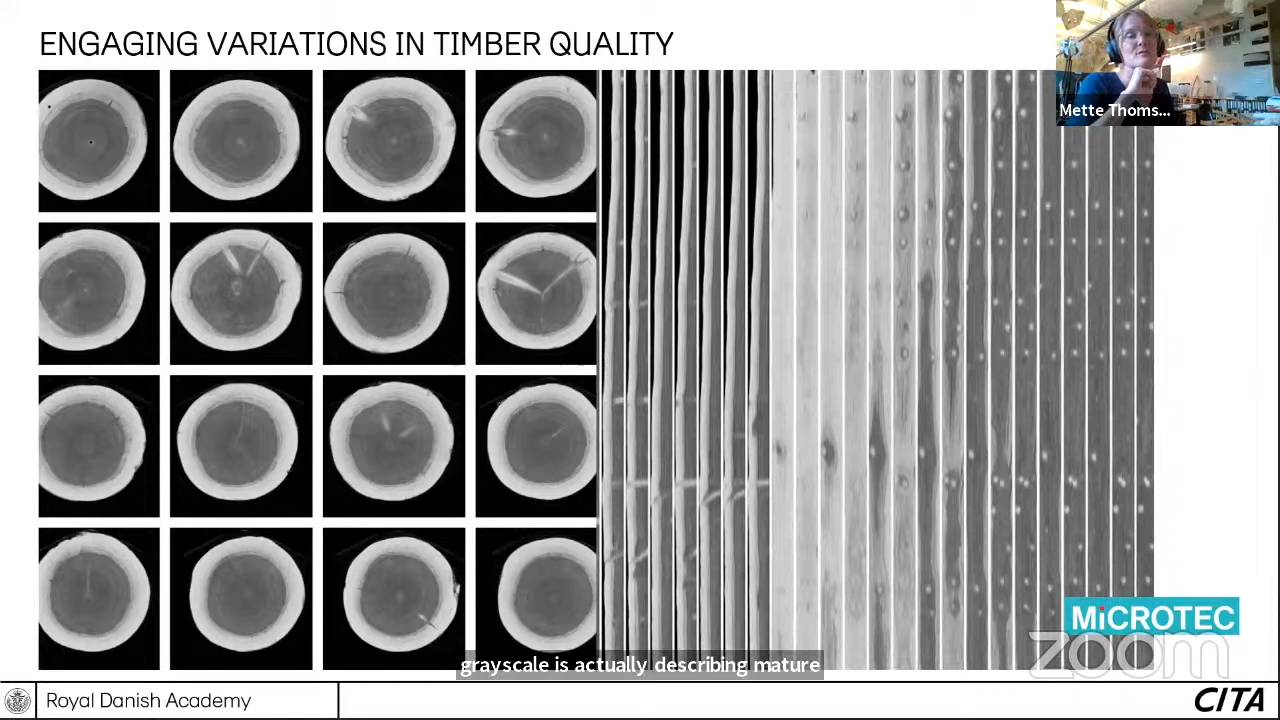 ENGAGING VARIATIONS IN TIMBER QUALITY
Mette Thoms...
MiCROTEC
zoom
grayscale is actually describing mature
Royal Danish Academy
CITA